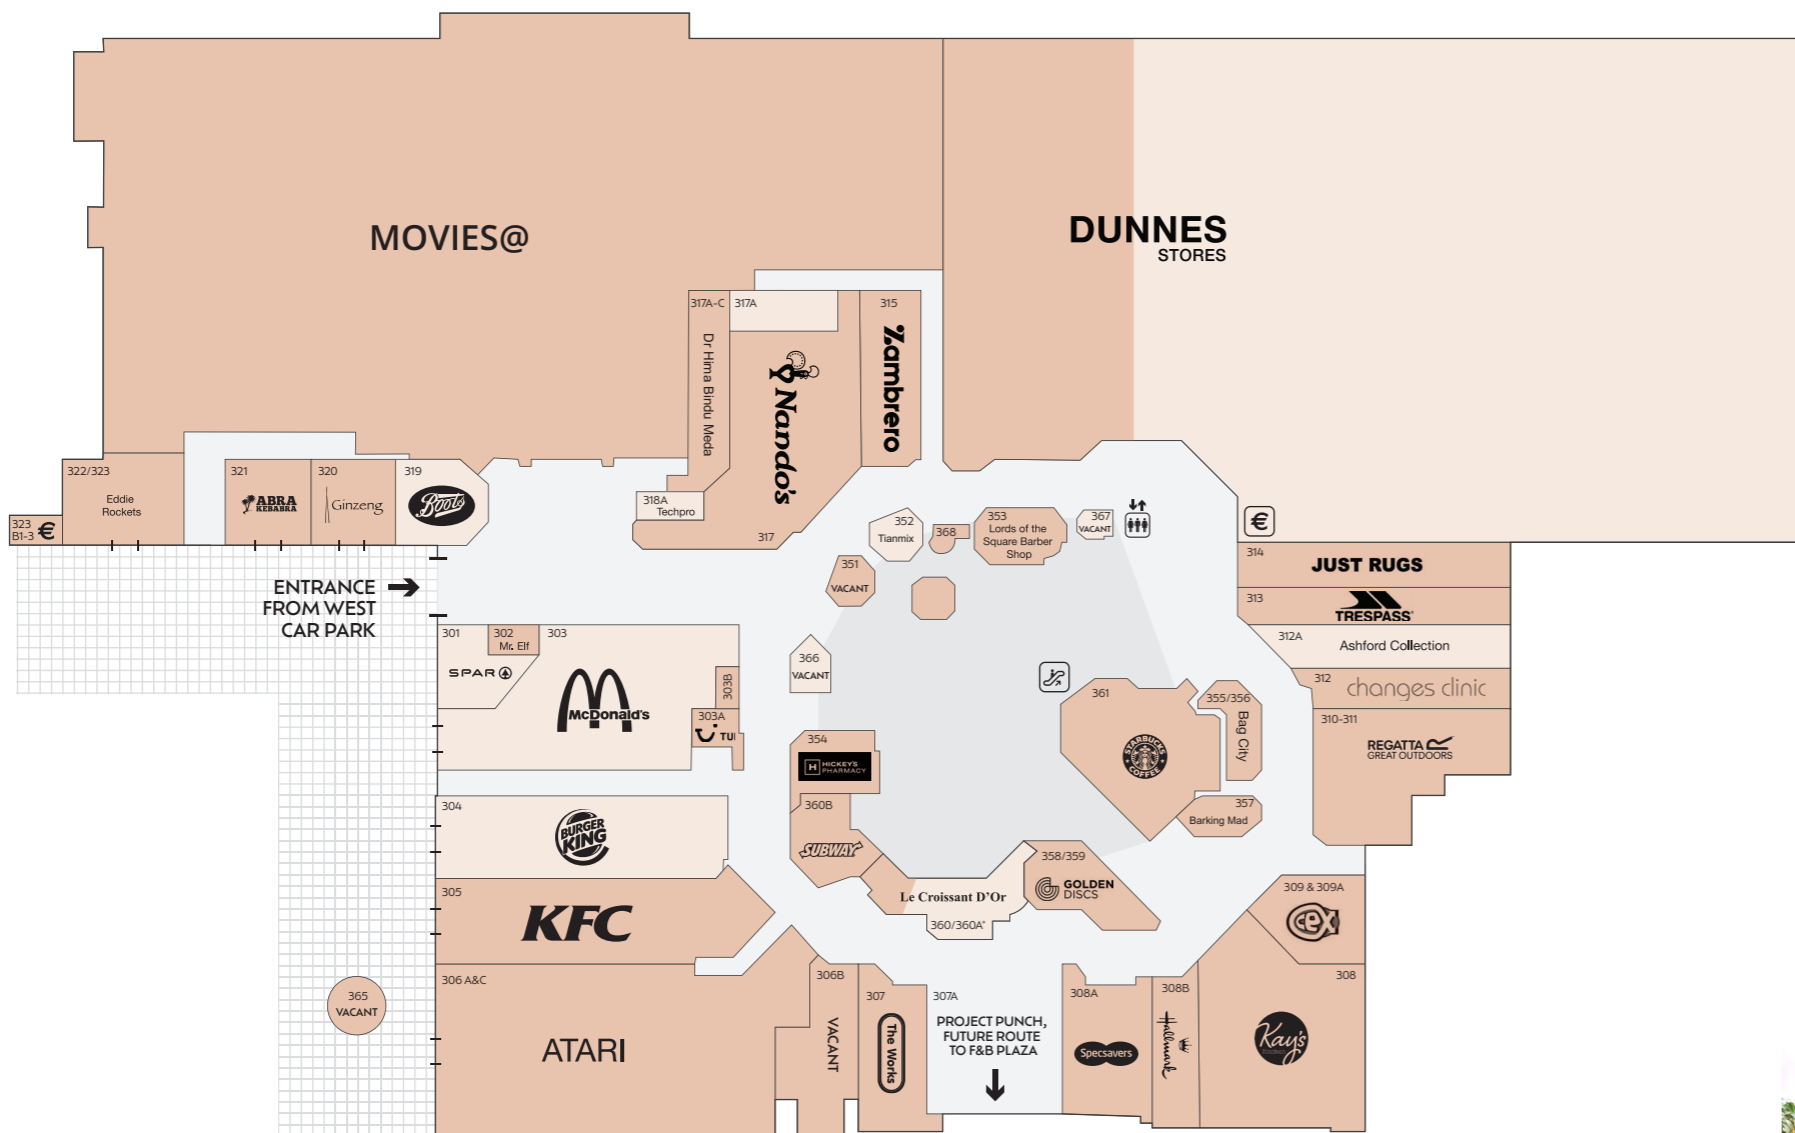 MOVIES@
DUNNES
STORES
317A-C
Dr Hima Bindu Meda
317A
Nando's
317
315
Zambrero
318A
Techpro
322/323
Eddie
Rockets
323
B1-3 €
321
ABRA
KEBABRA
320
Ginzeng
319
Boots
ENTRANCE
FROM WEST
CAR PARK
352
Tianmix
368
353
Lords of the
Square Barber
Shop
367
VACANT
€
351
VACANT
366
VACANT
314
JUST RUGS
313
TRESPASS
312A
Ashford Collection
312
changes clinic
310-311
REGATTA
GREAT OUTDOORS
301
SPAR
302
Mr. Elf
303
McDonald's
303B
303A
TUI
354
H HICKEY'S
PHARMACY
360B
SUBWAY
361
STARBUCKS
COFFEE
355/356
Bag City
357
Barking Mad
358/359
GOLDEN
DISCS
Le Croissant D'Or
360/360A*
304
BURGER
KING
305
KFC
306 A&C
ATARI
365
VACANT
306B
VACANT
307
The Works
307A
PROJECT PUNCH,
FUTURE ROUTE
TO F&B PLAZA
308A
Specsavers
308B
Hallmark
309 & 309A
CeX
308
Kay's